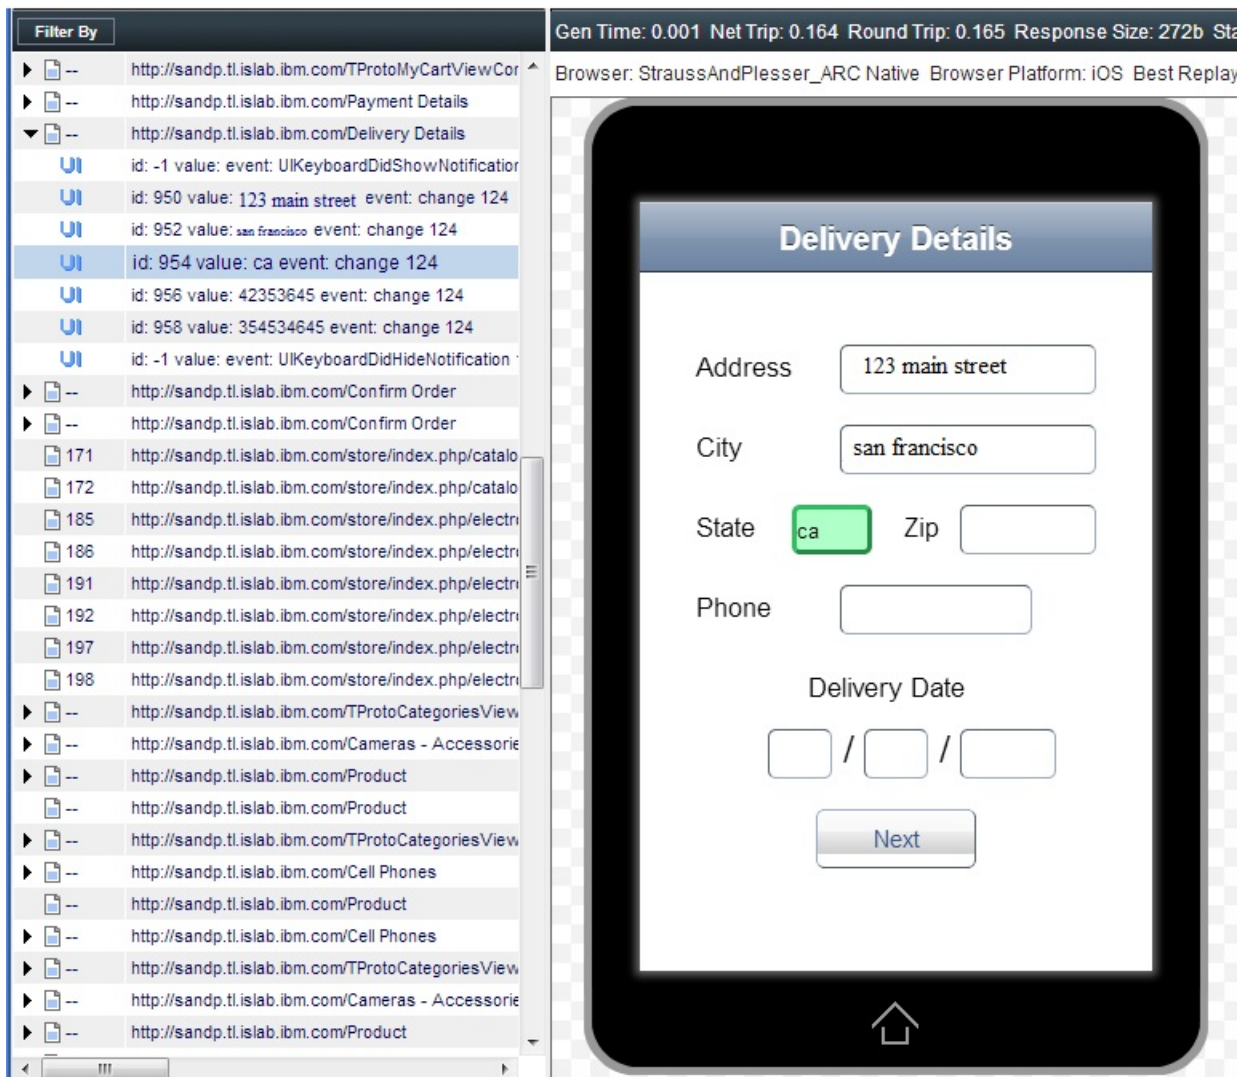 Filter By
-- http://sandp.tl.islab.ibm.com/TProtoMyCartViewCor
-- http://sandp.tl.islab.ibm.com/Payment Details
-- http://sandp.tl.islab.ibm.com/Delivery Details
UI id: -1 value: event: UIKeyboardDidShowNotification
UI id: 950 value: 123 main street event: change 124
UI id: 952 value: san francisco event: change 124
UI id: 954 value: ca event: change 124
UI id: 956 value: 42353645 event: change 124
UI id: 958 value: 354534645 event: change 124
UI id: -1 value: event: UIKeyboardDidHideNotification
-- http://sandp.tl.islab.ibm.com/Confirm Order
-- http://sandp.tl.islab.ibm.com/Confirm Order
171 http://sandp.tl.islab.ibm.com/store/index.php/catalo
172 http://sandp.tl.islab.ibm.com/store/index.php/catalo
185 http://sandp.tl.islab.ibm.com/store/index.php/electr
186 http://sandp.tl.islab.ibm.com/store/index.php/electr
191 http://sandp.tl.islab.ibm.com/store/index.php/electr
192 http://sandp.tl.islab.ibm.com/store/index.php/electr
197 http://sandp.tl.islab.ibm.com/store/index.php/electr
198 http://sandp.tl.islab.ibm.com/store/index.php/electr
-- http://sandp.tl.islab.ibm.com/TProtoCategoriesView
-- http://sandp.tl.islab.ibm.com/Cameras - Accessorie
-- http://sandp.tl.islab.ibm.com/Product
-- http://sandp.tl.islab.ibm.com/Product
-- http://sandp.tl.islab.ibm.com/TProtoCategoriesView
-- http://sandp.tl.islab.ibm.com/Cell Phones
-- http://sandp.tl.islab.ibm.com/Product
-- http://sandp.tl.islab.ibm.com/Cell Phones
-- http://sandp.tl.islab.ibm.com/TProtoCategoriesView
-- http://sandp.tl.islab.ibm.com/Cameras - Accessorie
-- http://sandp.tl.islab.ibm.com/Product
Gen Time: 0.001 Net Trip: 0.164 Round Trip: 0.165 Response Size: 272b Sta
Browser: StraussAndPlesser_ARC Native Browser Platform: iOS Best Replay
Delivery Details
Address 123 main street
City san francisco
State ca Zip
Phone
Delivery Date
/ /
Next